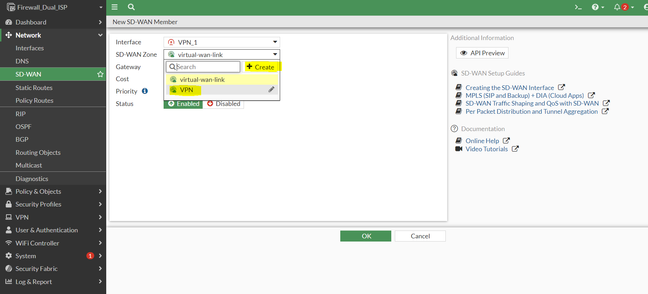 Firewall_Dual_ISP
Dashboard
Network
Interfaces
DNS
SD-WAN
Static Routes
Policy Routes
RIP
OSPF
BGP
Routing Objects
Multicast
Diagnostics
Policy & Objects
Security Profiles
VPN
User & Authentication
WiFi Controller
System 1
Security Fabric
Log & Report
>_ ? 2
New SD-WAN Member
Interface VPN_1
SD-WAN Zone virtual-wan-link
Gateway Search + Create
Cost virtual-wan-link
Priority VPN
Status Enabled Disabled
OK Cancel
Additional Information
API Preview
SD-WAN Setup Guides
Creating the SD-WAN Interface
MPLS (SIP and Backup) + DIA (Cloud Apps)
SD-WAN Traffic Shaping and QoS with SD-WAN
Per Packet Distribution and Tunnel Aggregation
Documentation
Online Help
Video Tutorials